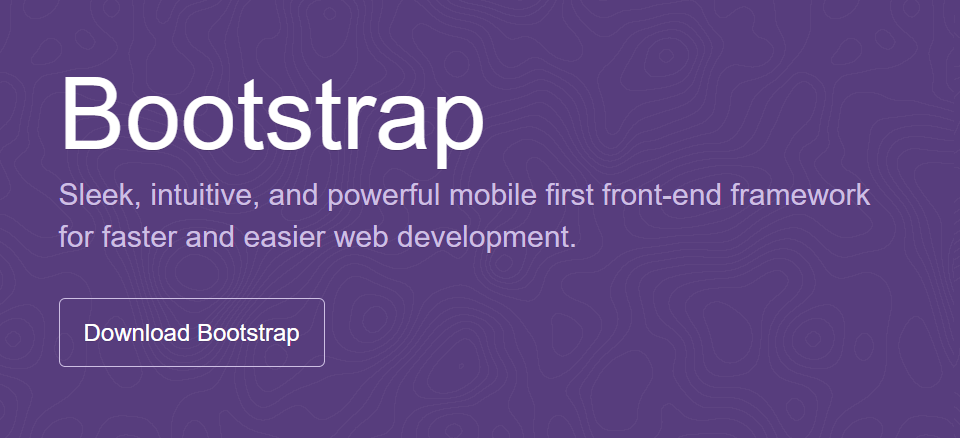 Bootstrap
Sleek, intuitive, and powerful mobile first front-end framework
for faster and easier web development.
Download Bootstrap